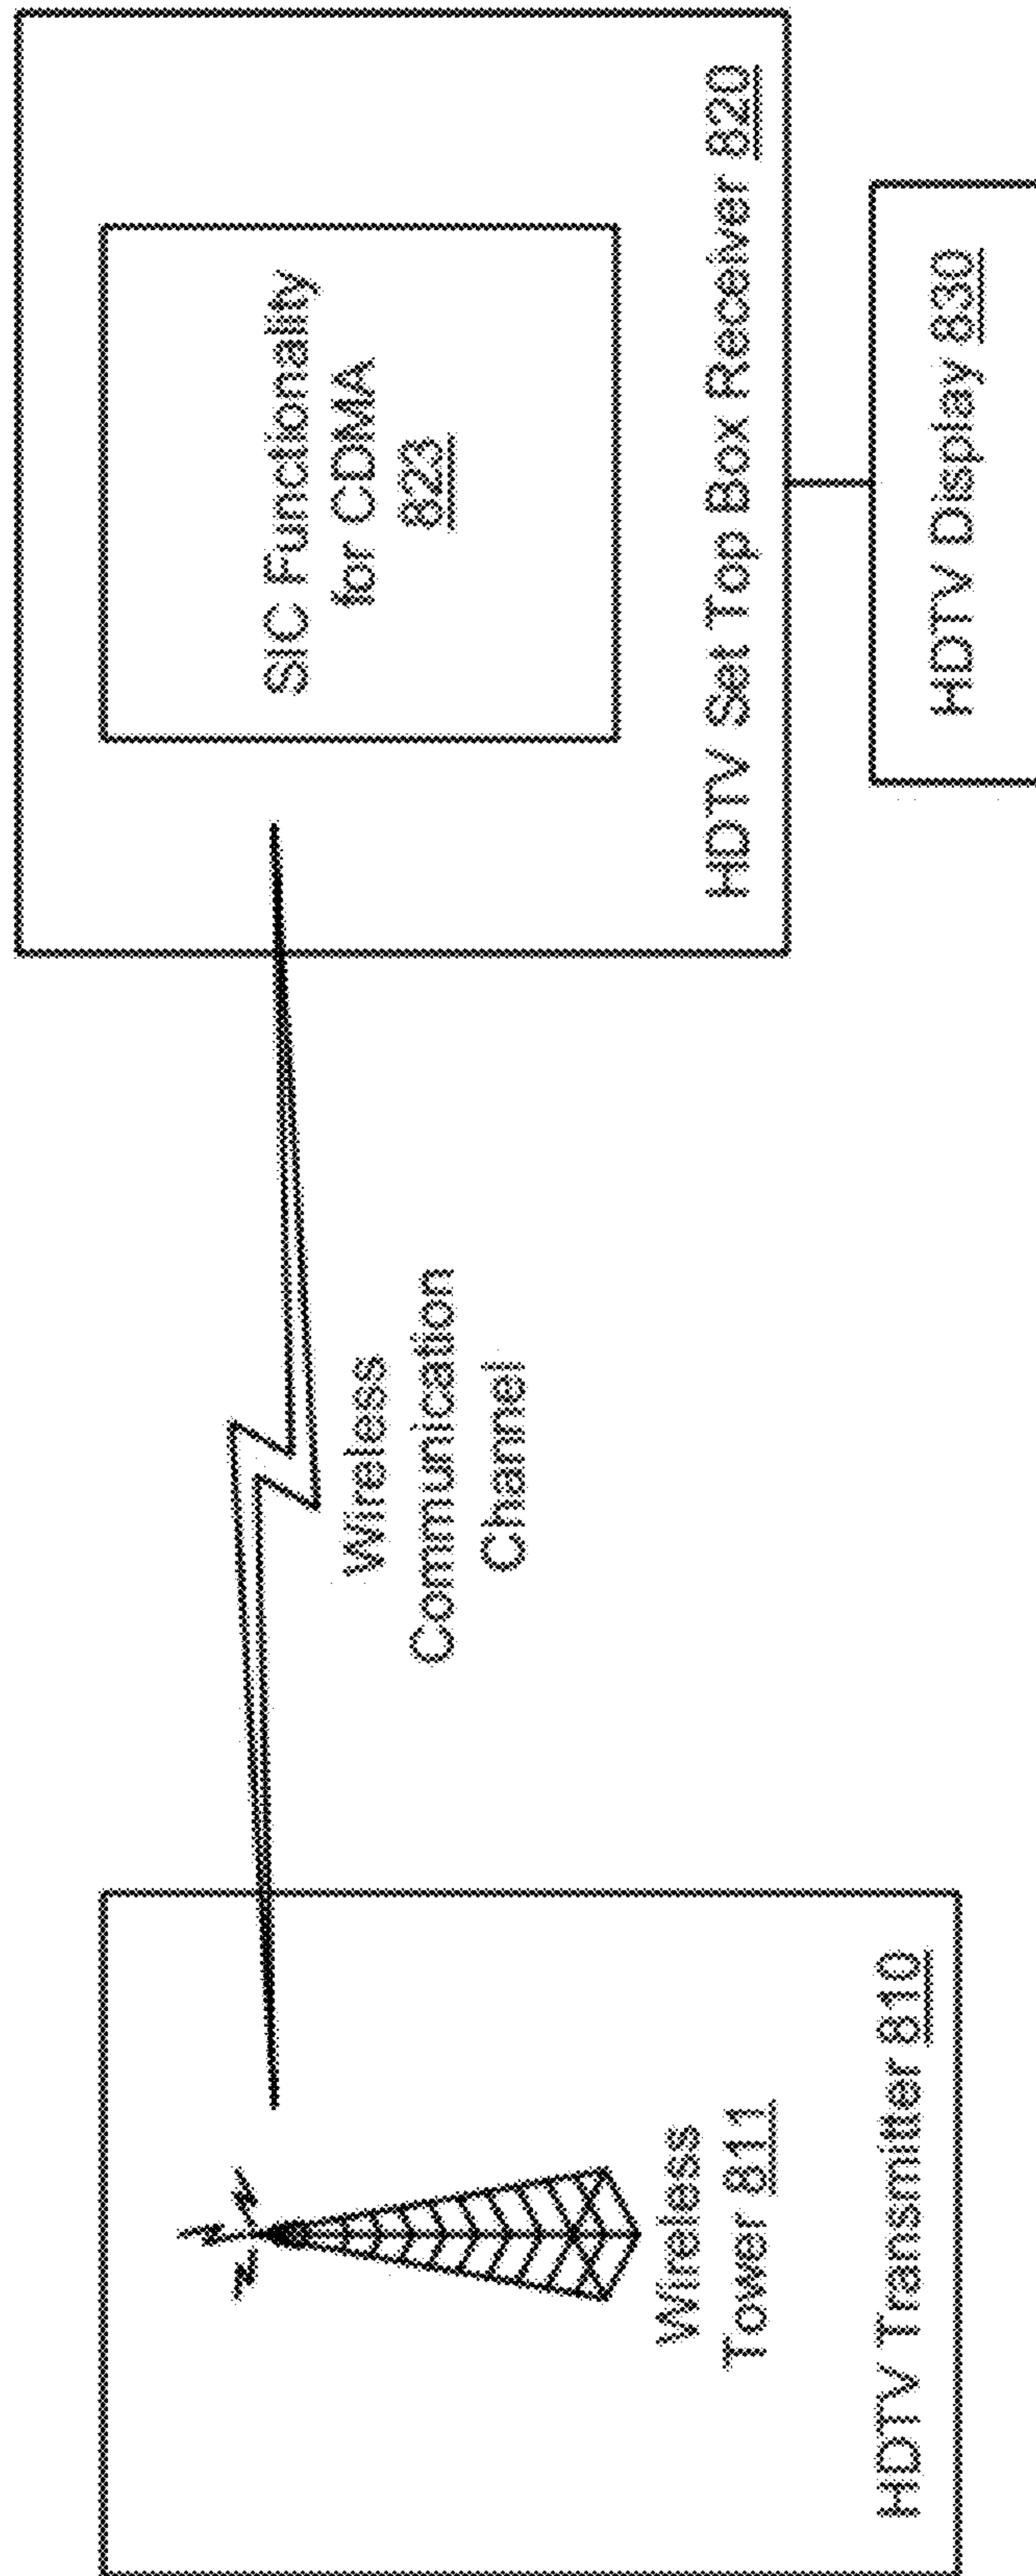 Wireless
Tower 811
HDTV Transmitter 810
Wireless
Communication
Channel
SIC Functionality
for CDMA
823
HDTV Set Top Box Receiver 820
HDTV Display 830